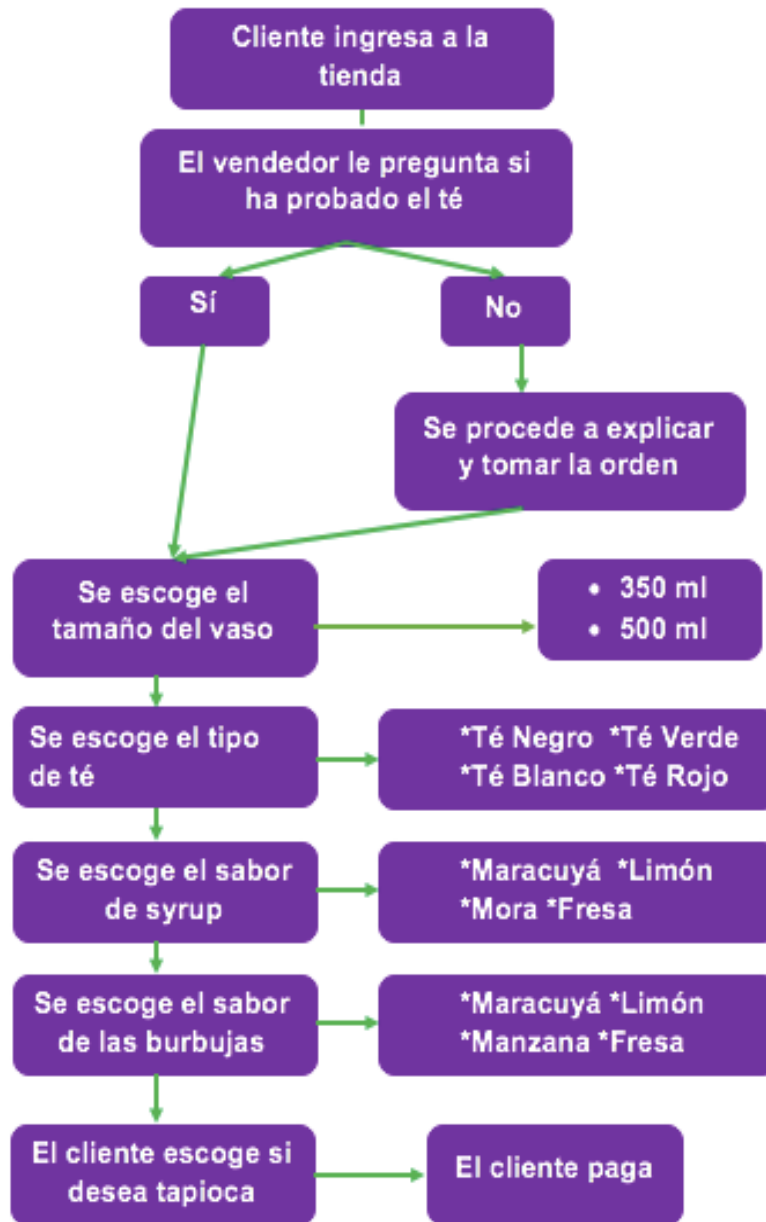 Cliente ingresa a la
tienda
El vendedor le pregunta si
ha probado el té
Sí
No
Se procede a explicar
y tomar la orden
Se escoge el
tamaño del vaso
• 350 ml
• 500 ml
Se escoge el tipo
de té
*Té Negro *Té Verde
*Té Blanco *Té Rojo
Se escoge el sabor
de syrup
*Maracuyá *Limón
*Mora *Fresa
Se escoge el sabor
de las burbujas
*Maracuyá *Limón
*Manzana *Fresa
El cliente escoge si
desea tapioca
El cliente paga